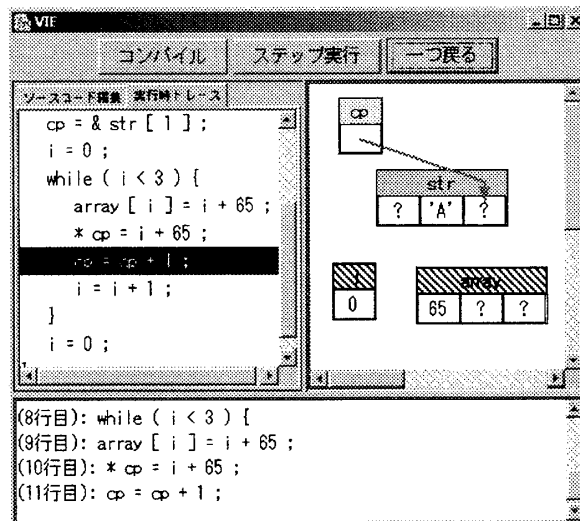 VIE
コンパイル ステップ実行 一つ戻る
ソースコード編集 実行時トレース
cp = & str [ 1 ] ;
i = 0 ;
while ( i < 3 ) {
array [ i ] = i + 65 ;
* cp = i + 65 ;
cp = cp + 1 ;
i = i + 1 ;
}
i = 0 ;
cp
str
? 'A' ?
i
array
0
65 ? ?
(8行目): while ( i < 3 ) {
(9行目): array [ i ] = i + 65 ;
(10行目): * cp = i + 65 ;
(11行目): cp = cp + 1 ;